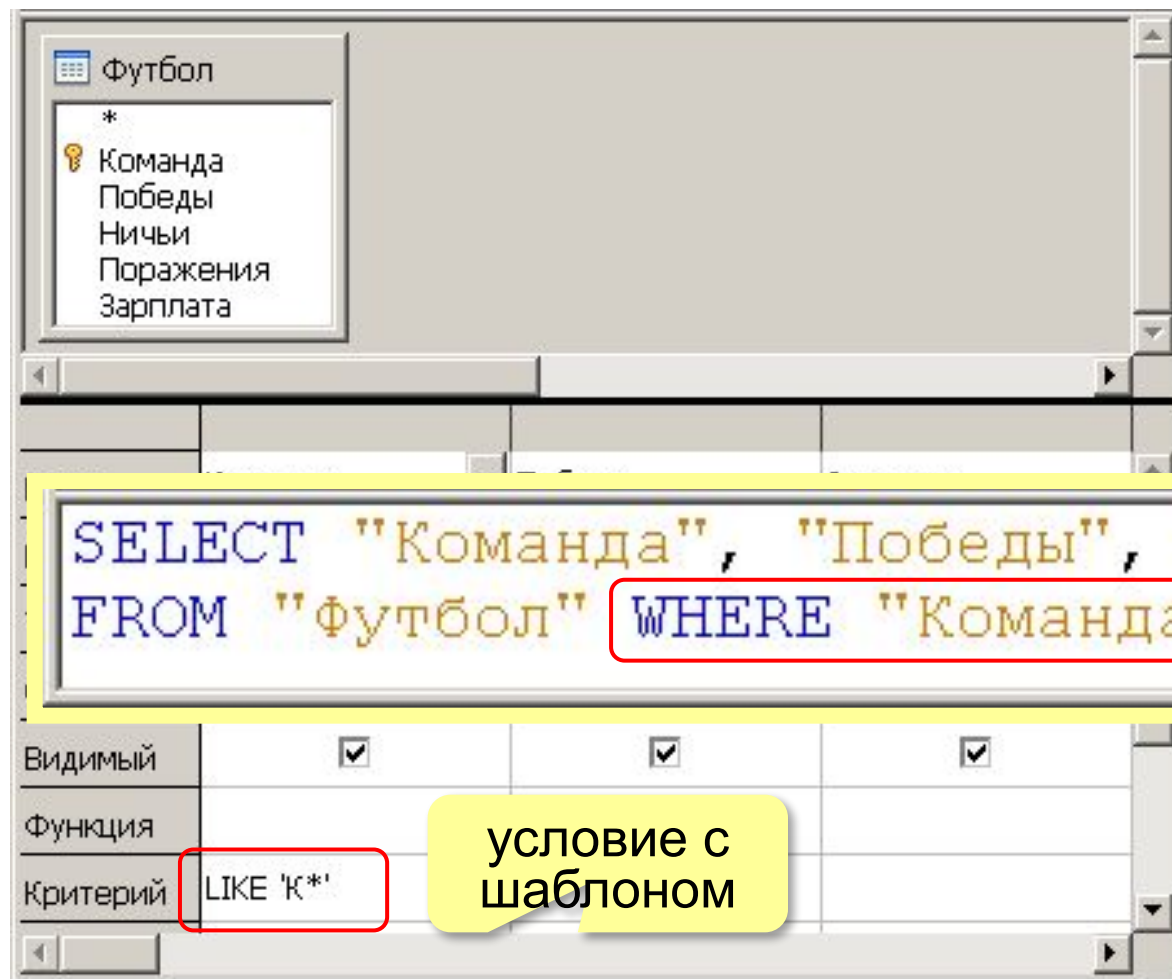 Футбол
*
Команда
Победы
Ничьи
Поражения
Зарплата
SELECT "Команда", "Победы",
FROM "Футбол" WHERE "Команда
Видимый
Функция
условие с
шаблоном
Критерий LIKE 'К*'